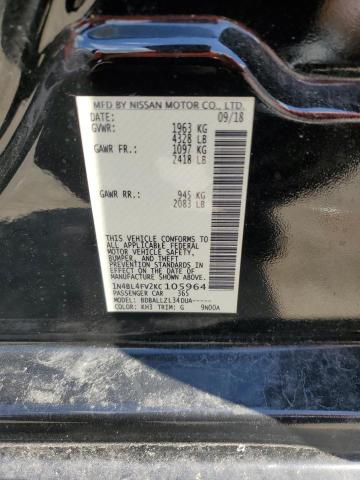 MFD BY NISSAN MOTOR CO., LTD.
DATE: 09/18
GVWR: 1963 KG
4328 LB
GAWR FR.: 1097 KG
2418 LB
GAWR RR.: 945 KG
2083 LB
THIS VEHICLE CONFORMS TO ALL
APPLICABLE FEDERAL
MOTOR VEHICLE SAFETY,
BUMPER, AND THEFT
PREVENTION STANDARDS
IN EFFECT ON THE DATE OF
MANUFACTURE SHOWN ABOVE.
1N4BL4FV2KC105964
PASSENGER CAR 365
MODEL: BDBALLZL34DUA-----
COLOR: KH3 TRIM: G 9N00A